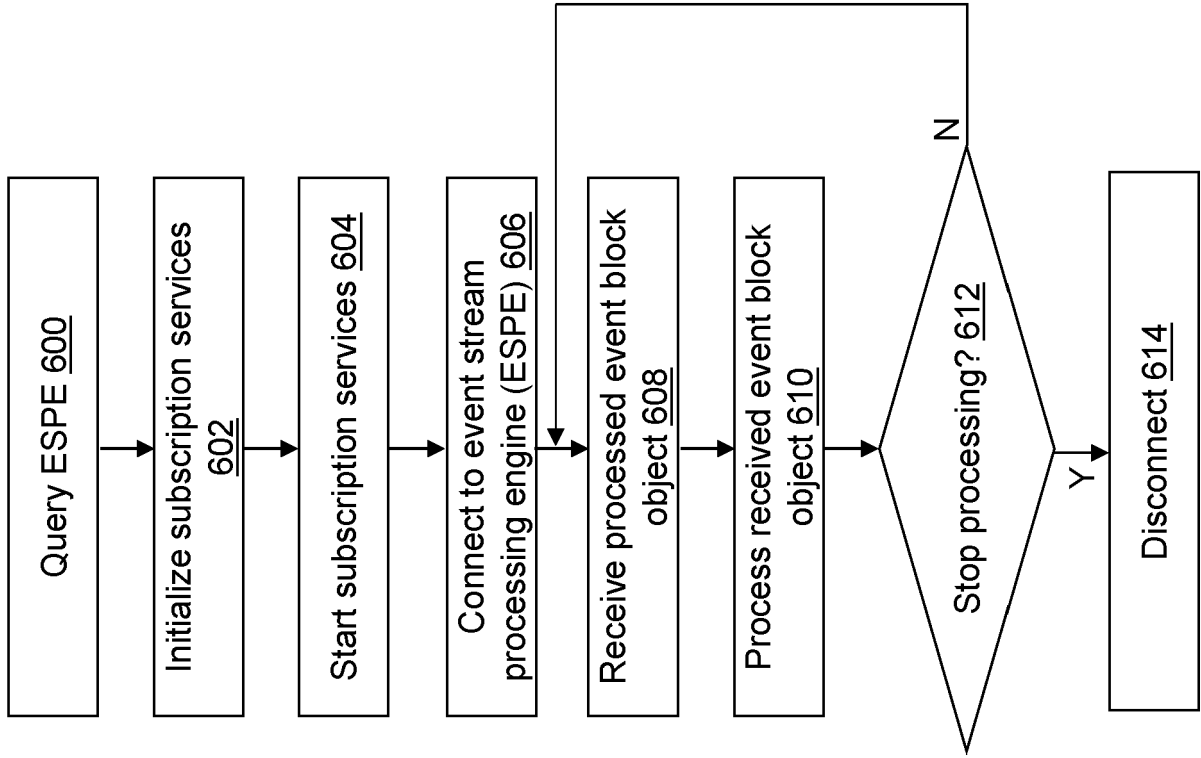 Query ESPE 600
Initialize subscription services
602
Start subscription services 604
Connect to event stream
processing engine (ESPE) 606
Receive processed event block
object 608
Process received event block
object 610
Stop processing? 612
N
Y
Disconnect 614